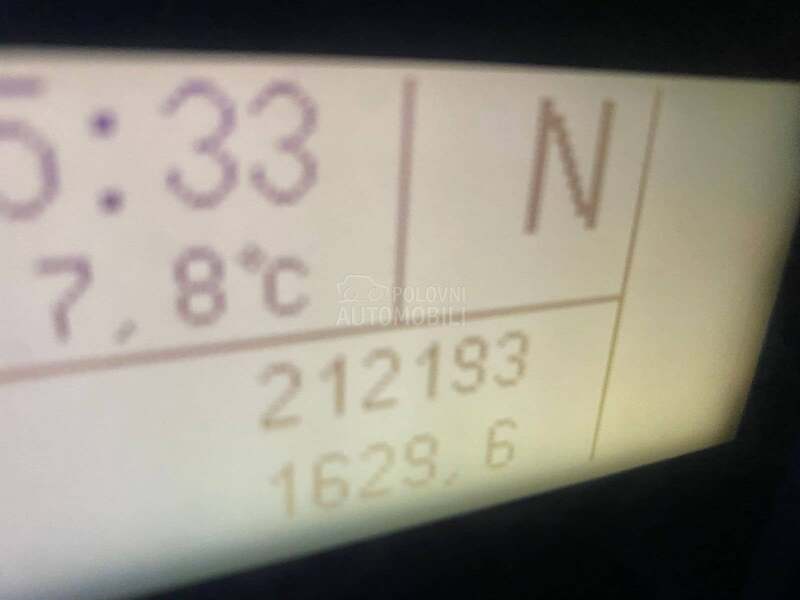 5:33
N
7,8°C
POLOVNI
AUTOMOBILI
212193
1629,6